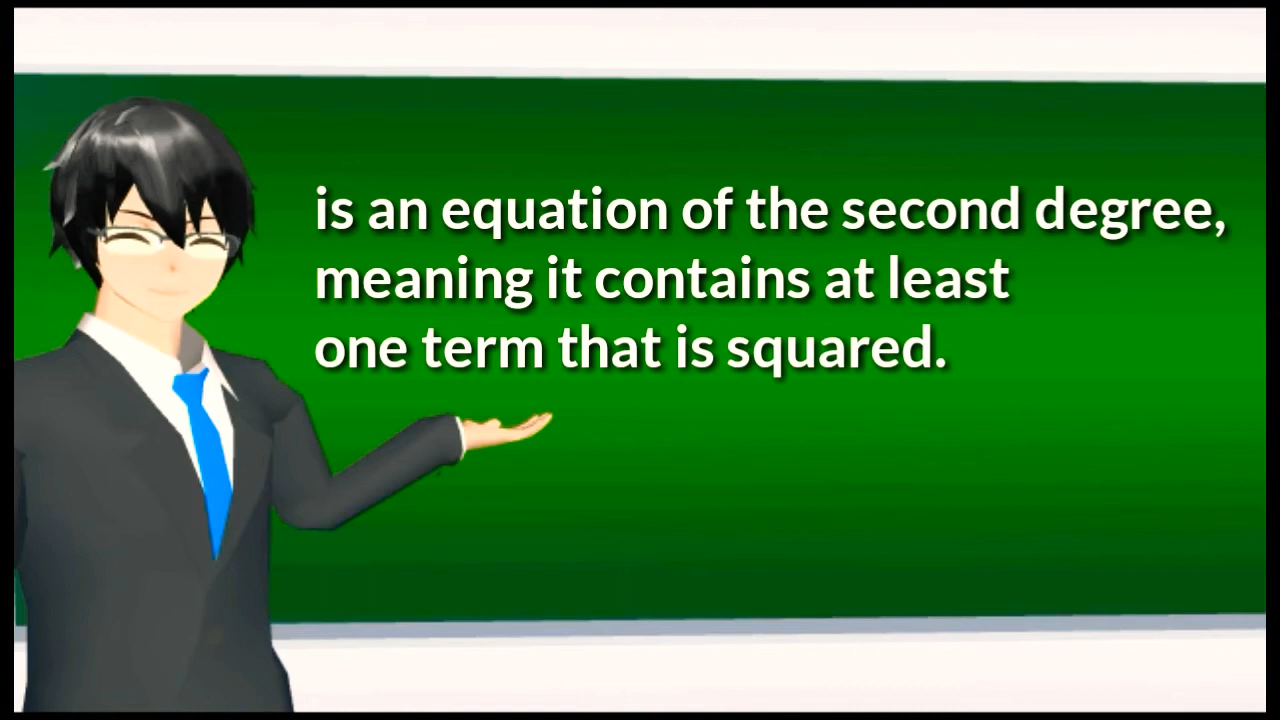 is an equation of the second degree,
meaning it contains at least
one term that is squared.